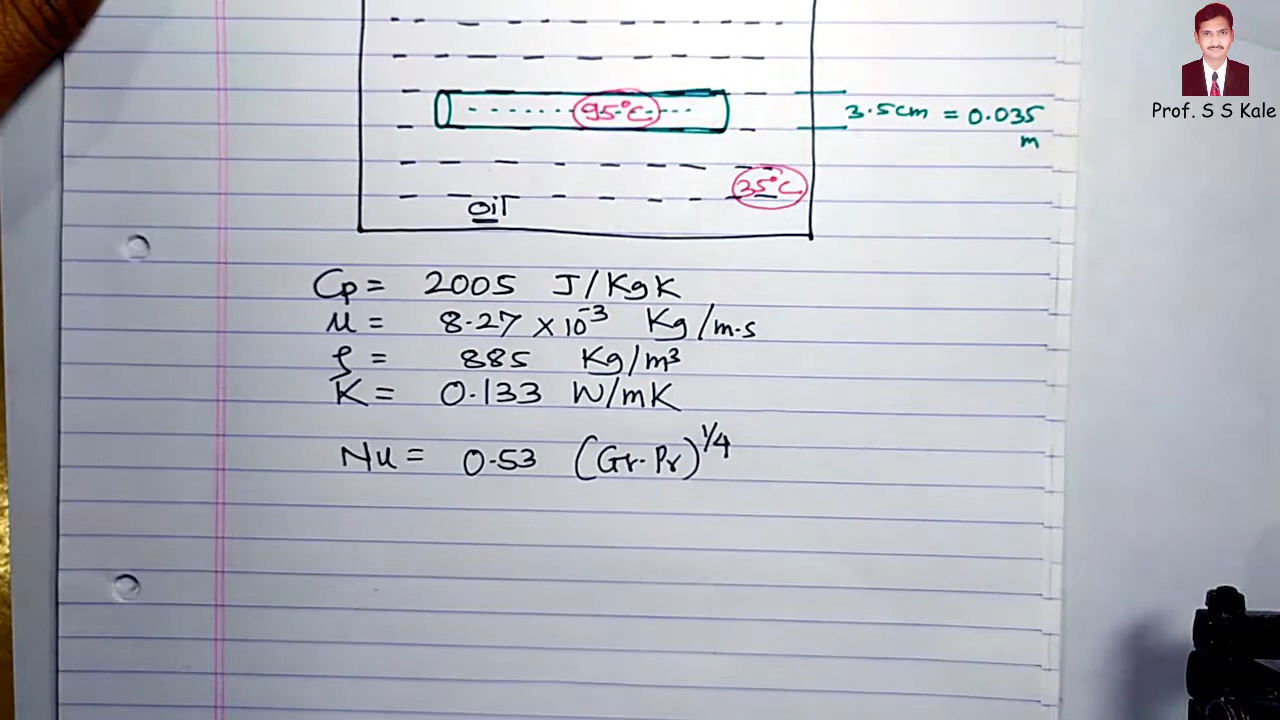 95°C
3.5cm = 0.035
m
35°C
oil
Cp = 2005 J/KgK
μ = 8.27 × 10⁻³ Kg/m.s
ρ = 885 Kg/m³
K = 0.133 W/mK
Nu = 0.53 (Gr.Pr)^1/4
Prof. S S Kale